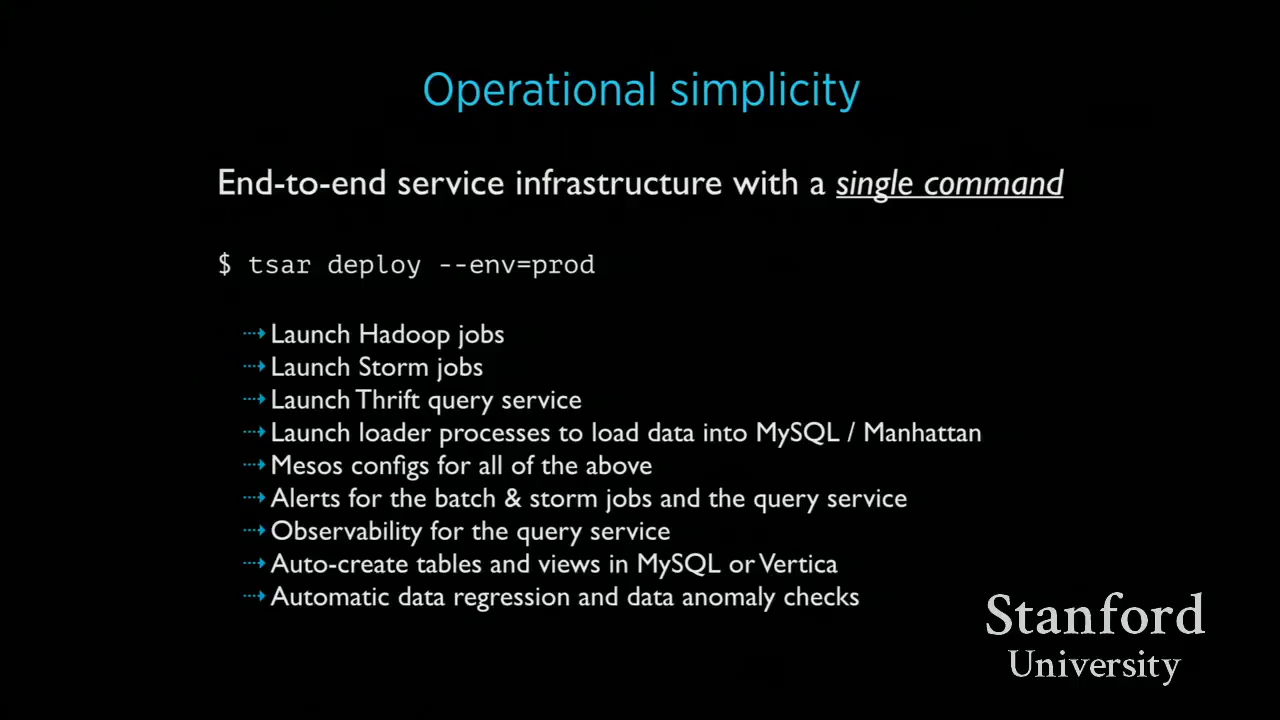 Operational simplicity
End-to-end service infrastructure with a single command
$ tsar deploy --env=prod
⇢ Launch Hadoop jobs
⇢ Launch Storm jobs
⇢ Launch Thrift query service
⇢ Launch loader processes to load data into MySQL / Manhattan
⇢ Mesos configs for all of the above
⇢ Alerts for the batch & storm jobs and the query service
⇢ Observability for the query service
⇢ Auto-create tables and views in MySQL or Vertica
⇢ Automatic data regression and data anomaly checks
Stanford
University